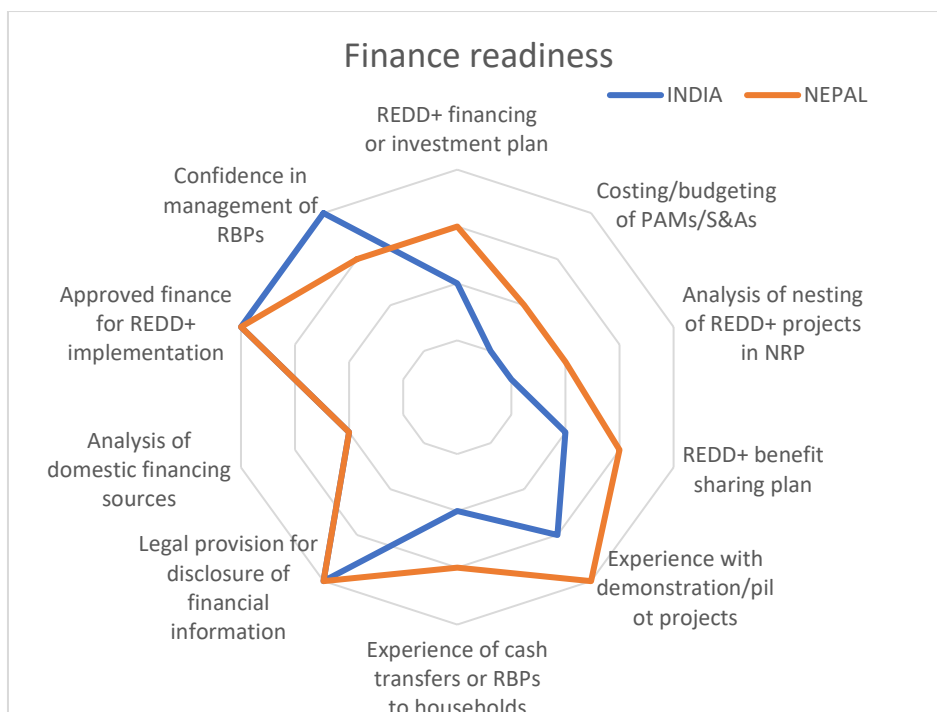 Finance readiness
INDIA
NEPAL
REDD+ financing
or investment plan
Costing/budgeting
of PAMs/S&As
Analysis of nesting
of REDD+ projects
in NRP
REDD+ benefit
sharing plan
Experience with
demonstration/pil
ot projects
Experience of cash
transfers or RBPs
to households
Legal provision for
disclosure of
financial
information
Analysis of
domestic financing
sources
Approved finance
for REDD+
implementation
Confidence in
management of
RBPs